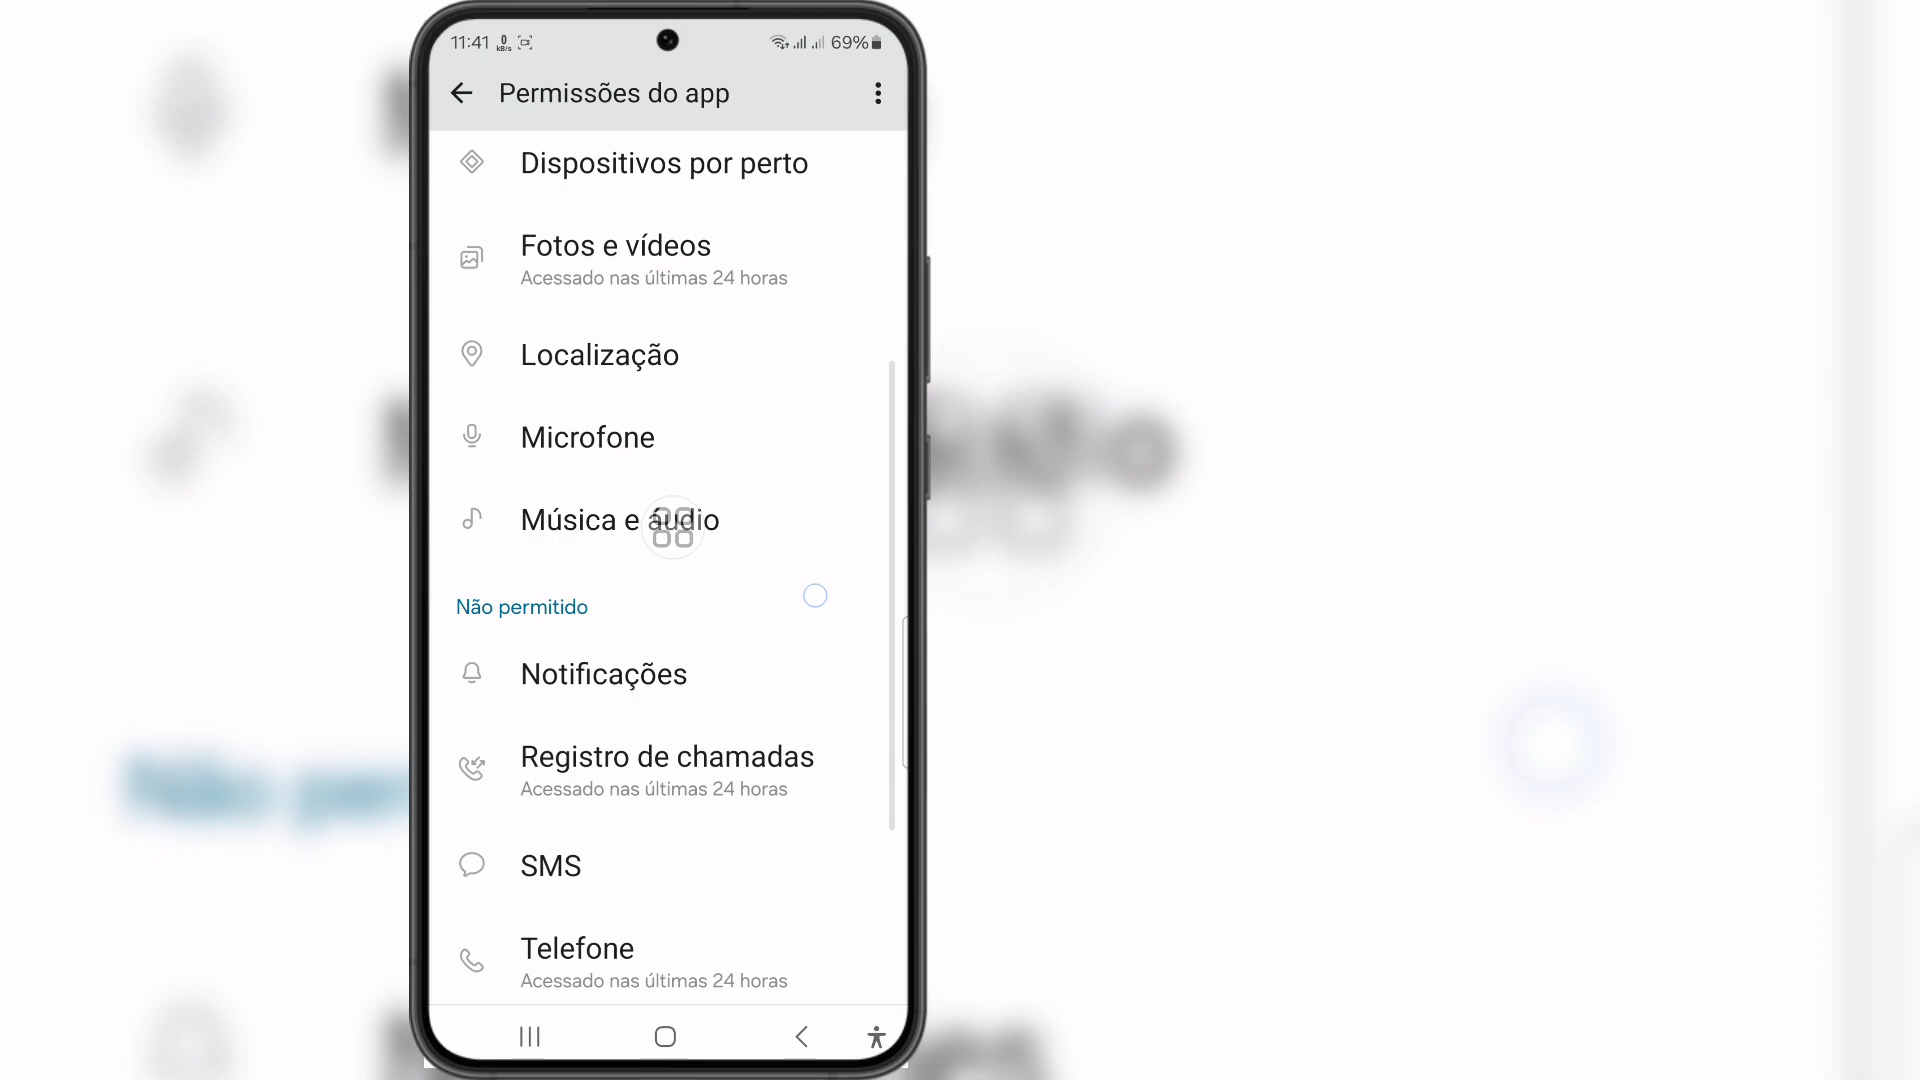 11:41 0 KB/s 69%
Permissões do app
Dispositivos por perto
Fotos e vídeos
Acessado nas últimas 24 horas
Localização
Microfone
Música e áudio
Não permitido
Notificações
Registro de chamadas
Acessado nas últimas 24 horas
SMS
Telefone
Acessado nas últimas 24 horas